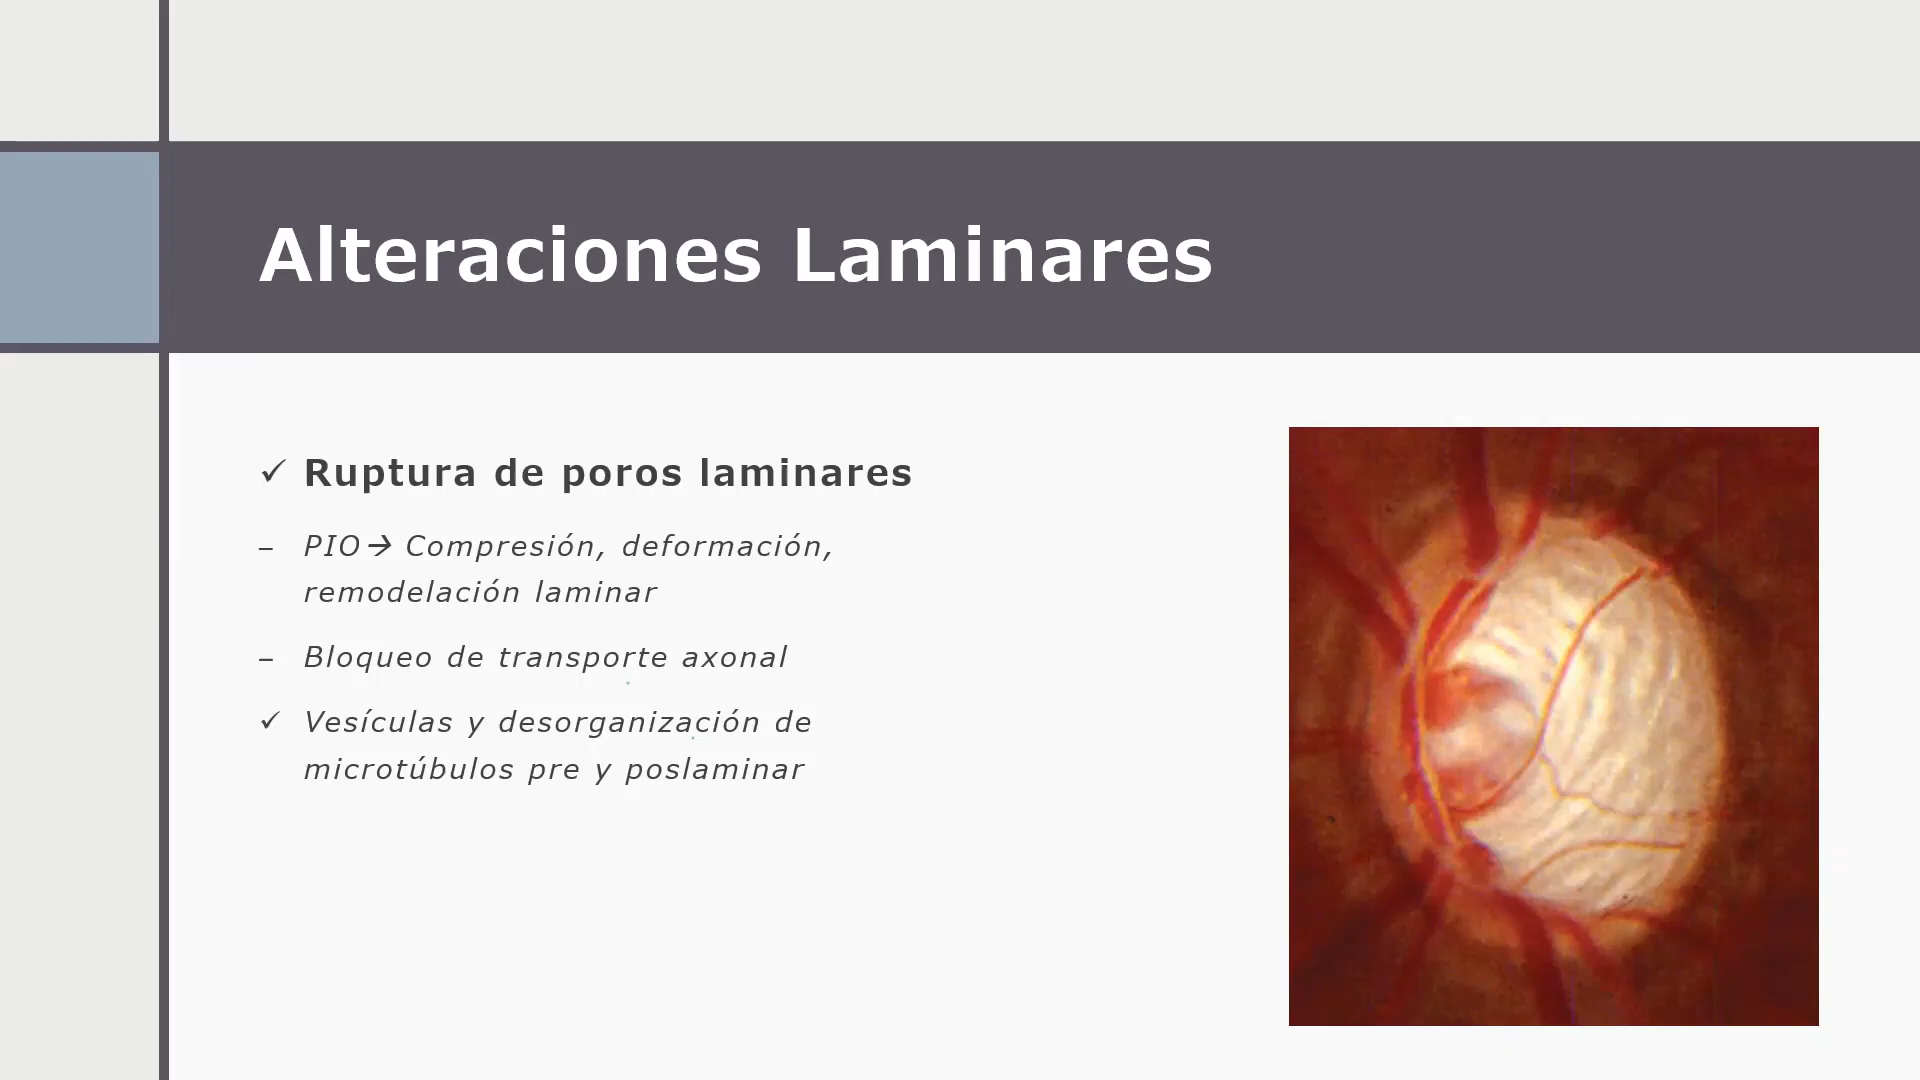 Alteraciones Laminares
✓ Ruptura de poros laminares
– PIO→ Compresión, deformación,
remodelación laminar
– Bloqueo de transporte axonal
✓ Vesículas y desorganización de
microtúbulos pre y poslaminar